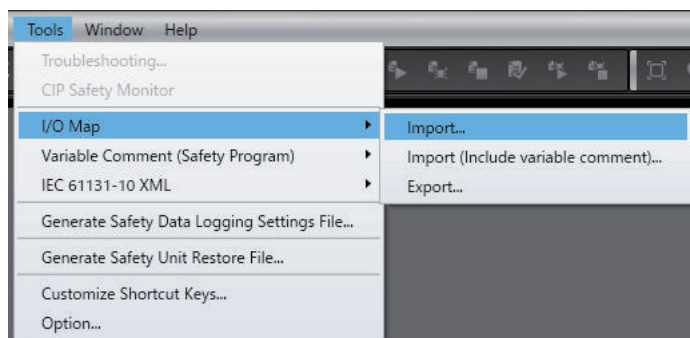 Tools Window Help
Troubleshooting...
CIP Safety Monitor
I/O Map
Variable Comment (Safety Program)
IEC 61131-10 XML
Generate Safety Data Logging Settings File...
Generate Safety Unit Restore File...
Customize Shortcut Keys...
Option...
Import...
Import (Include variable comment)...
Export...